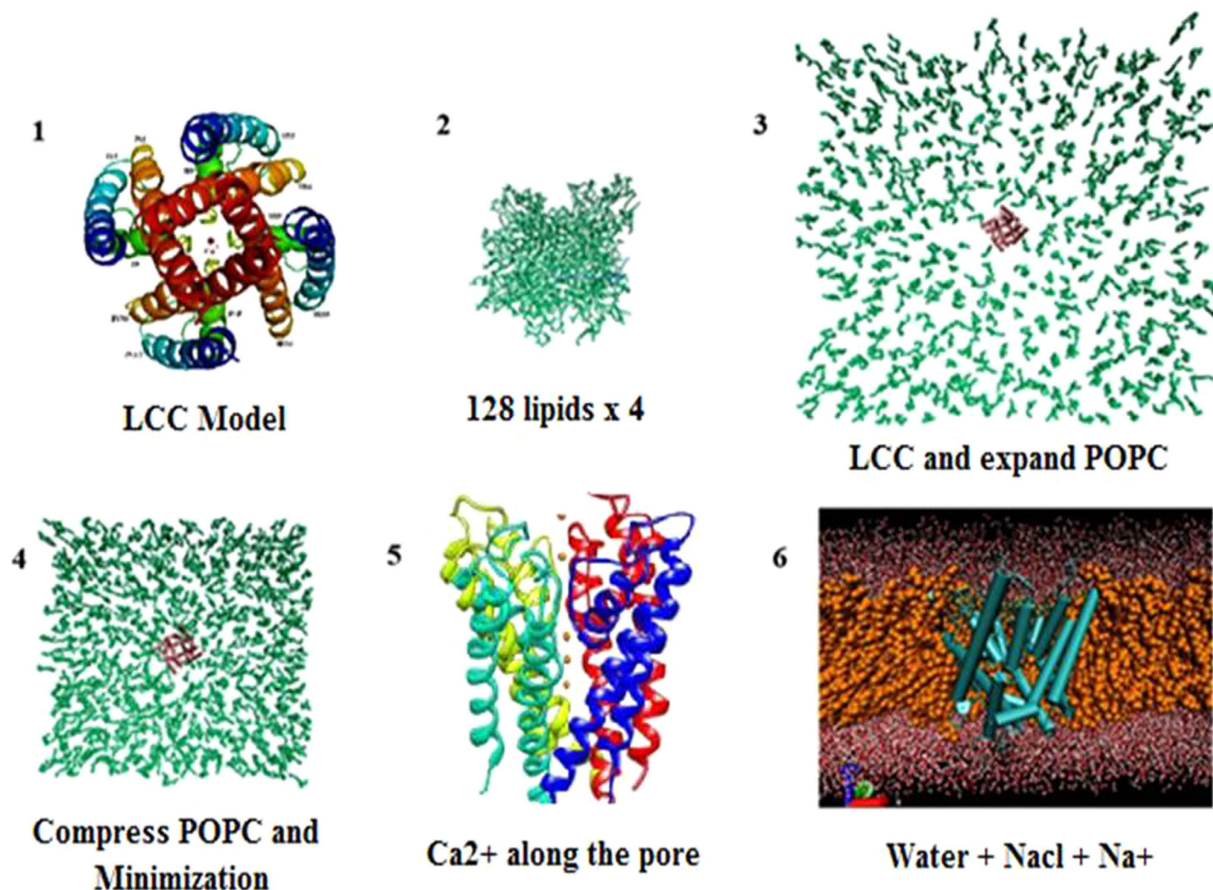 1
LCC Model
2
128 lipids x 4
3
LCC and expand POPC
4
Compress POPC and
Minimization
5
Ca2+ along the pore
6
Water + Nacl + Na+